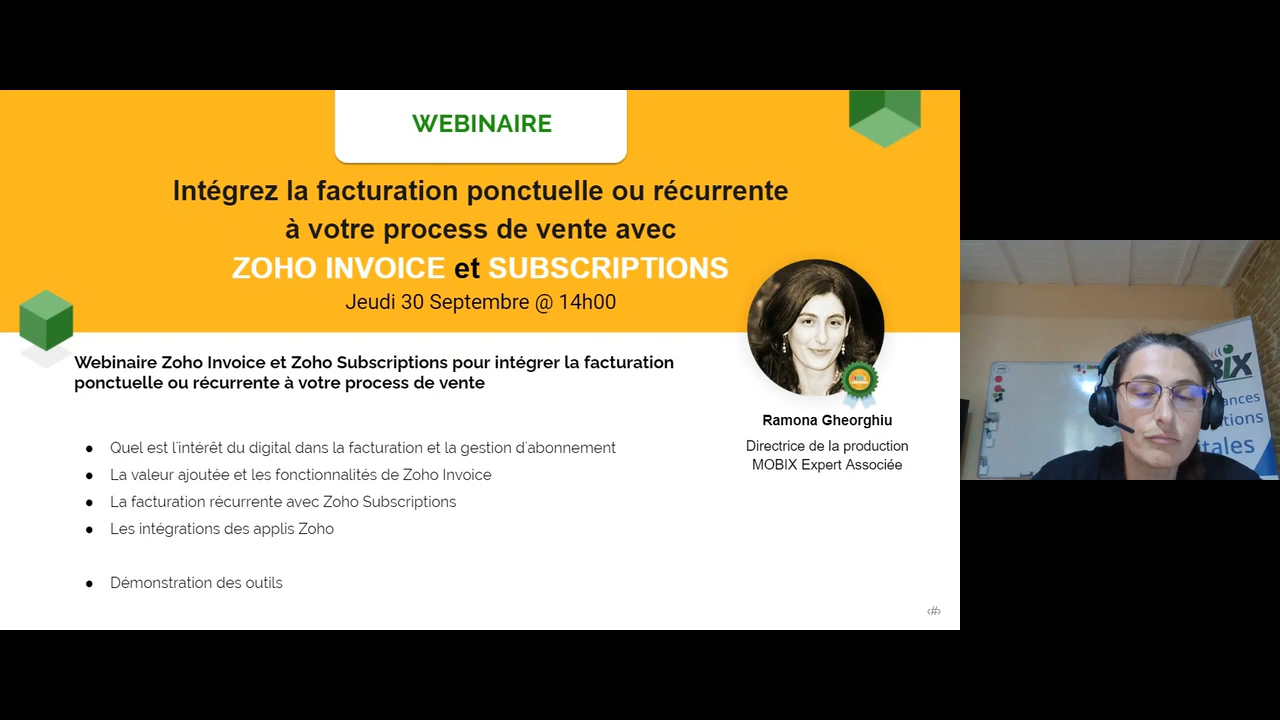 WEBINAIRE
Intégrez la facturation ponctuelle ou récurrente
à votre process de vente avec
ZOHO INVOICE et SUBSCRIPTIONS
Jeudi 30 Septembre @ 14h00
Webinaire Zoho Invoice et Zoho Subscriptions pour intégrer la facturation
ponctuelle ou récurrente à votre process de vente
● Quel est l'intérêt du digital dans la facturation et la gestion d'abonnement
● La valeur ajoutée et les fonctionnalités de Zoho Invoice
● La facturation récurrente avec Zoho Subscriptions
● Les intégrations des applis Zoho
● Démonstration des outils
Ramona Gheorghiu
Directrice de la production
MOBIX Expert Associée
‹#›
BIX
ances
tions
tales